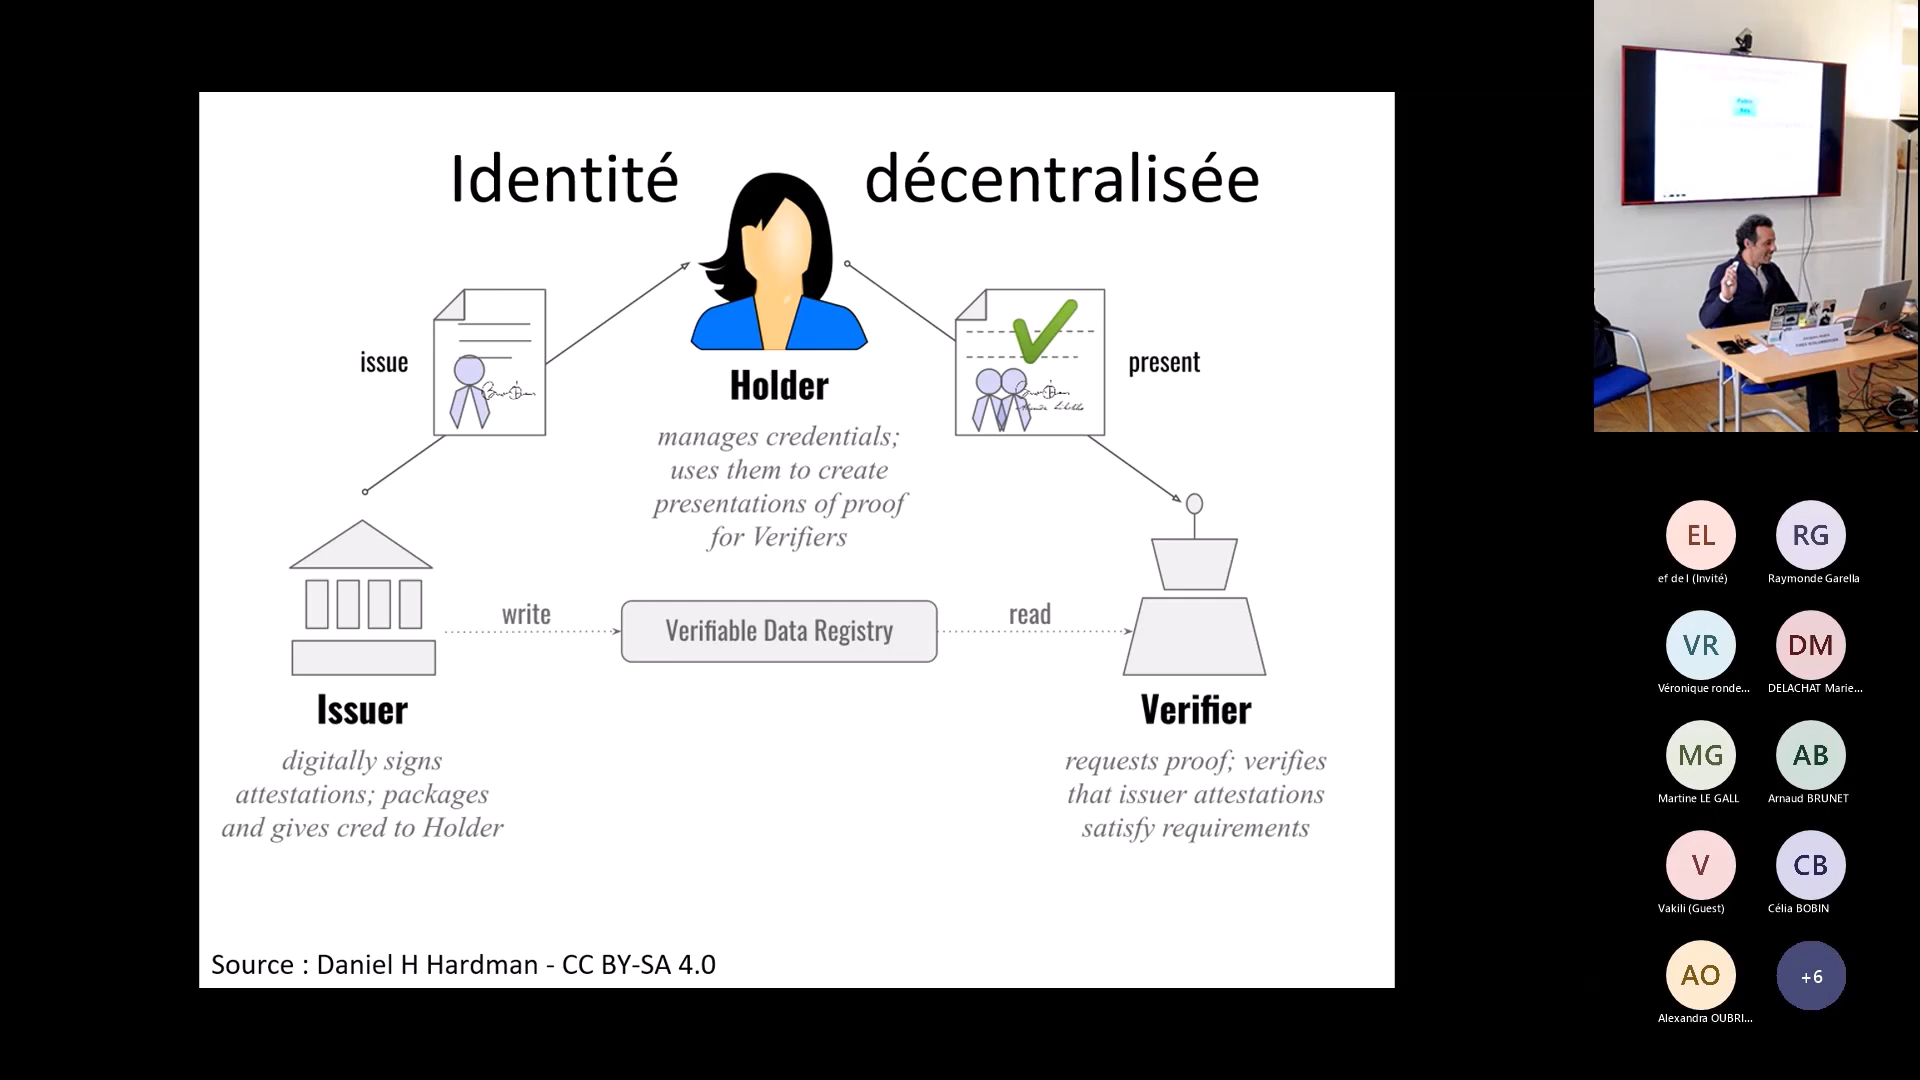 Identité décentralisée
issue
present
Holder
manages credentials;
uses them to create
presentations of proof
for Verifiers
write
Verifiable Data Registry
read
Issuer
digitally signs
attestations; packages
and gives cred to Holder
Verifier
requests proof; verifies
that issuer attestations
satisfy requirements
Source : Daniel H Hardman - CC BY-SA 4.0
EL
ef de l (Invité)
RG
Raymonde Garella
VR
Véronique ronde...
DM
DELACHAT Marie...
MG
Martine LE GALL
AB
Arnaud BRUNET
V
Vakili (Guest)
CB
Célia BOBIN
AO
Alexandra OUBRI...
+6